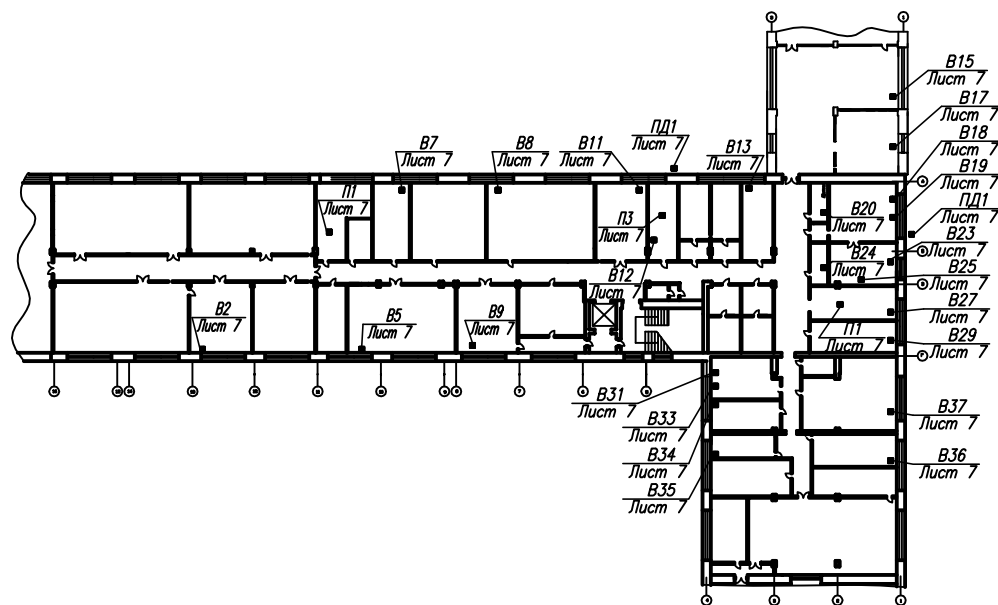 В15
Лист 7
В17
Лист 7
В18
Лист 7
В19
Лист 7
ПД1
Лист 7
В23
Лист 7
В25
Лист 7
В27
Лист 7
В29
Лист 7
В7
Лист 7
В8
Лист 7
В11
Лист 7
ПД1
Лист 7
В13
Лист 7
П1
Лист 7
П3
Лист 7
В20
Лист 7
В24
Лист 7
В12
Лист 7
В2
Лист 7
В5
Лист 7
В9
Лист 7
П1
Лист 7
В31
Лист 7
В33
Лист 7
В34
Лист 7
В35
Лист 7
В37
Лист 7
В36
Лист 7